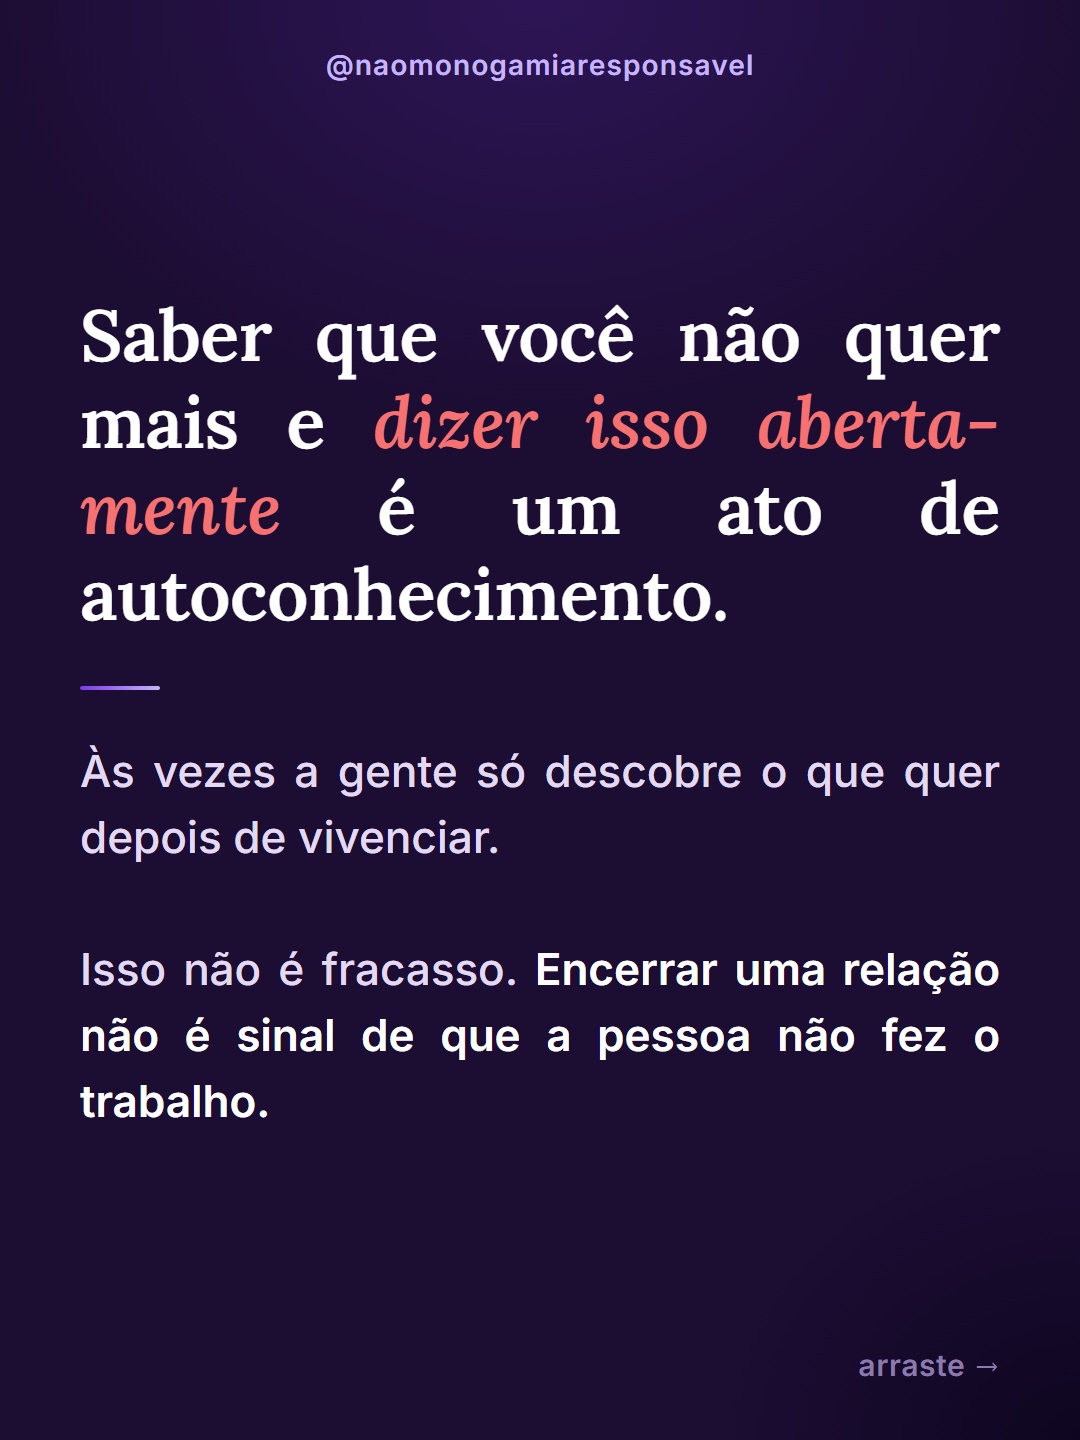 @naomonogamiaresponsavel
Saber que você não quer
mais e dizer isso aberta-
mente é um ato de
autoconhecimento.
Às vezes a gente só descobre o que quer
depois de vivenciar.
Isso não é fracasso. Encerrar uma relação
não é sinal de que a pessoa não fez o
trabalho.
arraste →